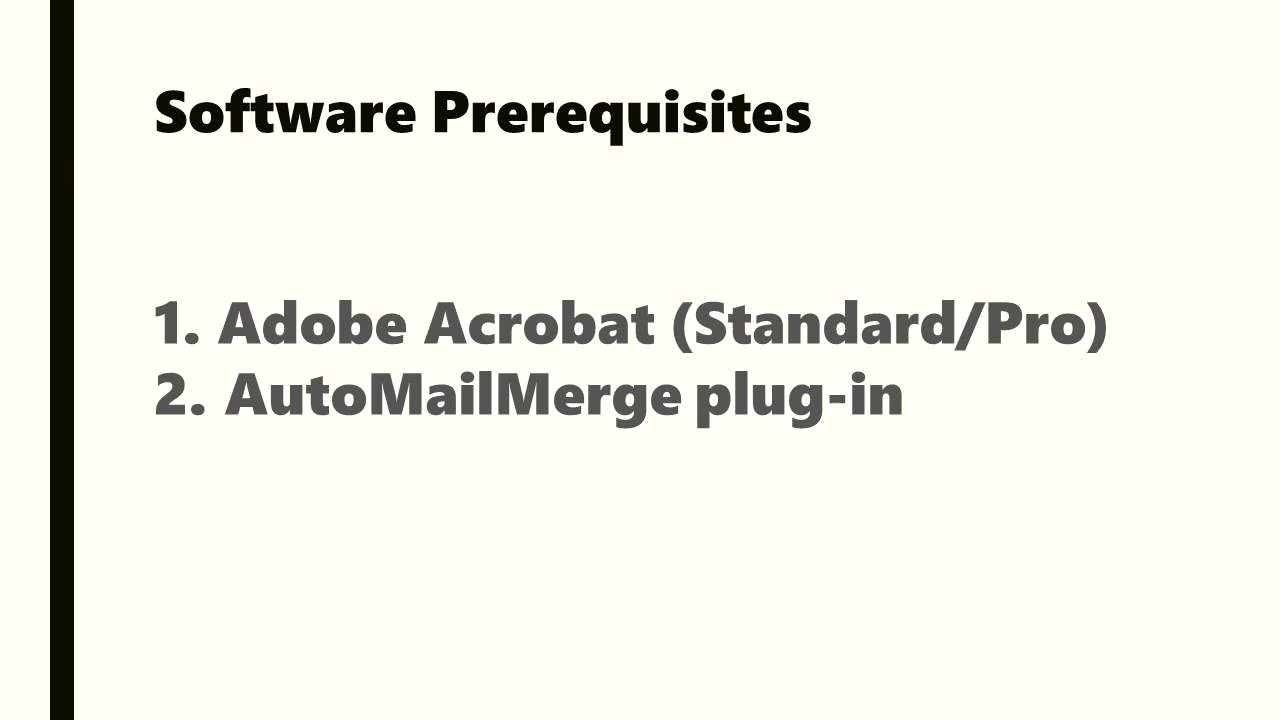 Software Prerequisites
1. Adobe Acrobat (Standard/Pro)
2. AutoMailMerge plug-in